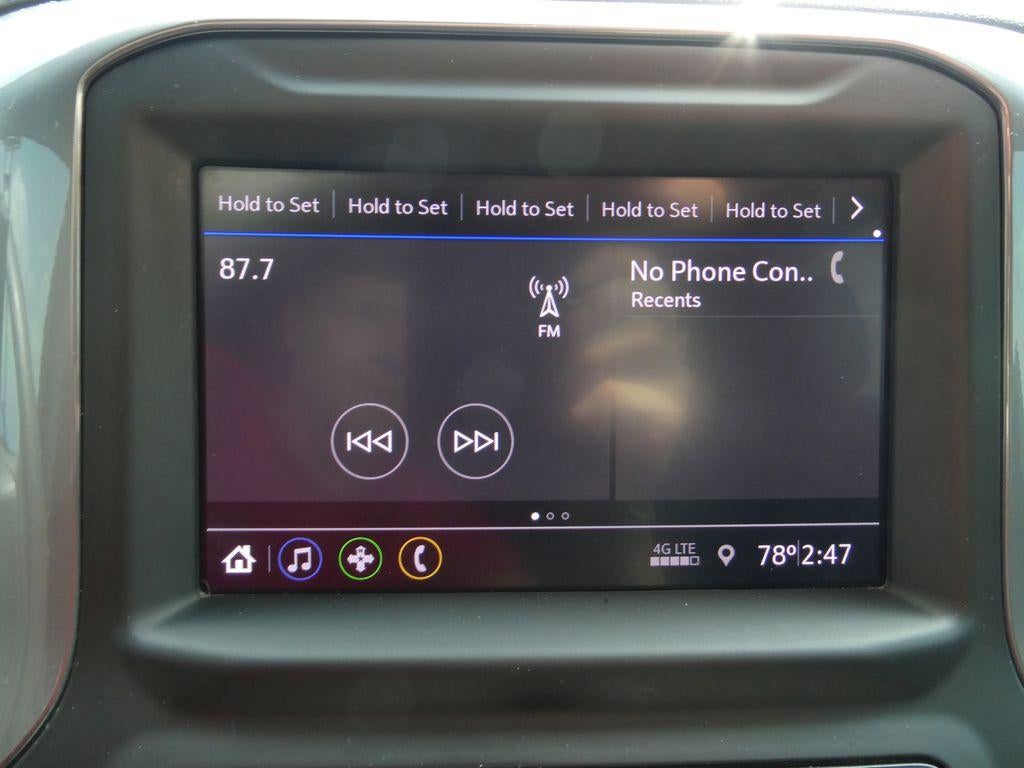 Hold to Set Hold to Set Hold to Set Hold to Set Hold to Set
87.7
FM
No Phone Con..
Recents
4G LTE
78º 2:47